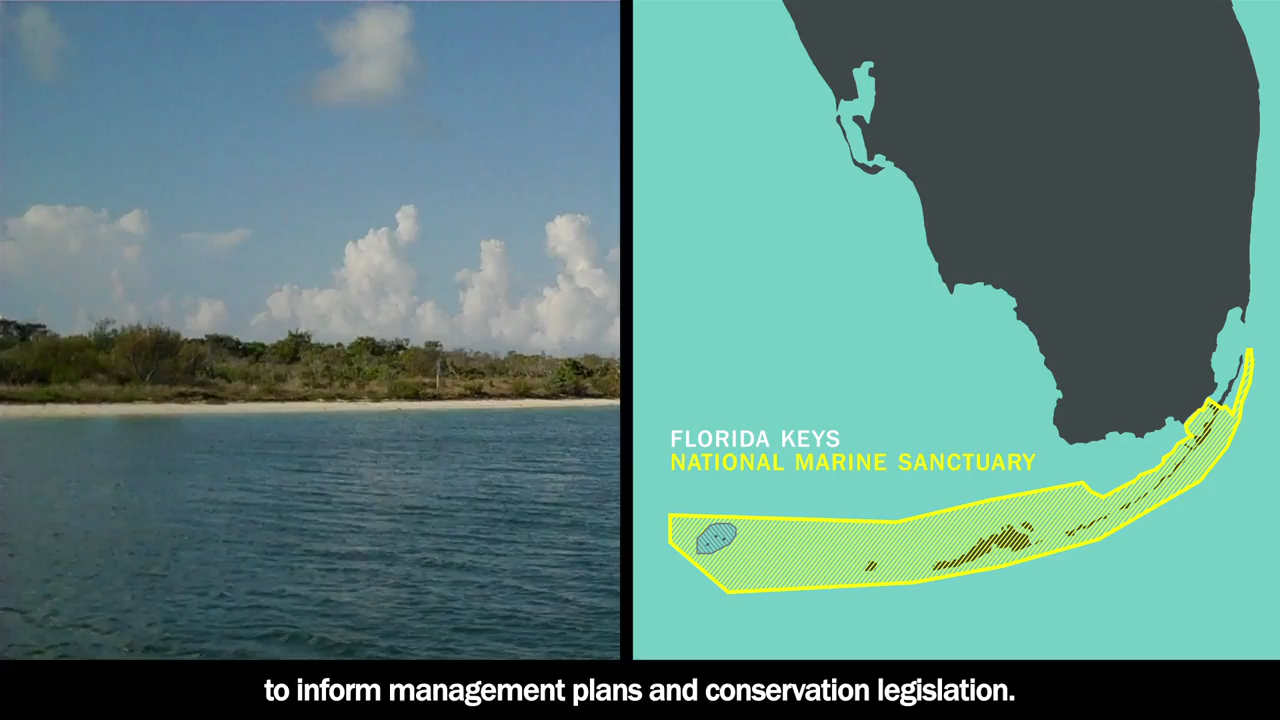 FLORIDA KEYS
NATIONAL MARINE SANCTUARY
to inform management plans and conservation legislation.